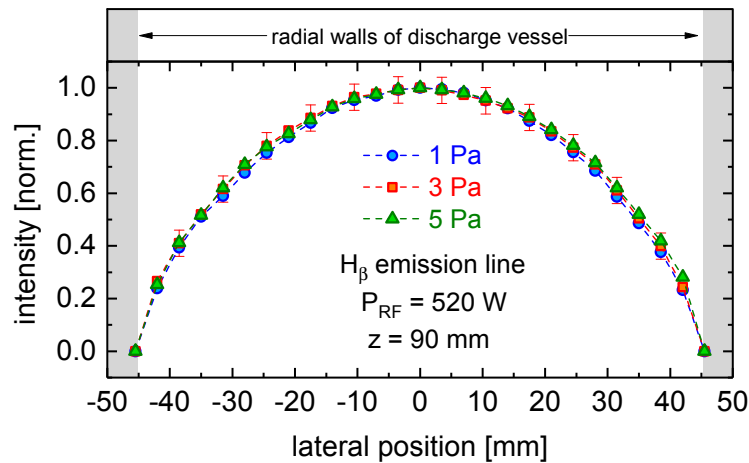 radial walls of discharge vessel
1.0
0.8
0.6
0.4
0.2
0.0
intensity [norm.]
1 Pa
3 Pa
5 Pa
Hβ emission line
PRF = 520 W
z = 90 mm
-50 -40 -30 -20 -10 0 10 20 30 40 50
lateral position [mm]